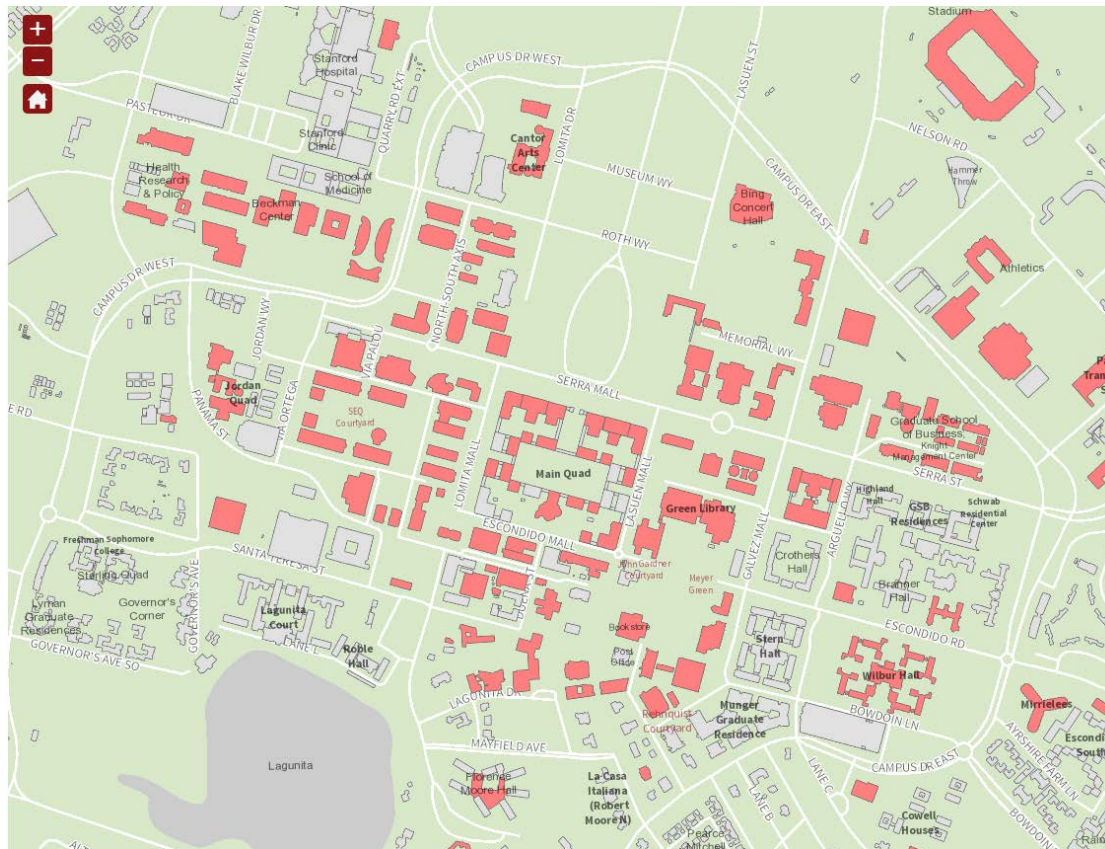 +
−
Stadium
BLAKE WILBUR DR
Stanford
Hospital
CAMPUS DR WEST
LASUEN ST
PASTEUR DR
QUARRY RD EXT
Stanford
Clinic
LOMITA DR
NELSON RD
Cantor
Arts
Center
Health
Research
& Policy
School of
Medicine
MUSEUM WY
CAMPUS DR EAST
Hammer
Throw
Beckman
Center
Bing
Concert
Hall
ROTH WY
Athletics
CAMPUS DR WEST
NORTH-SOUTH AXIS
JORDAN WY
VIA PALOU
MEMORIAL WY
SERRA MALL
Jordan
Quad
PANAMA ST
VIA ORTEGA
SEQ
Courtyard
E RD
Graduate School
of Business,
Knight
Management Center
LOMITA MALL
Main Quad
LASUEN MALL
SERRA ST
Highland
Hall
GSB
Residences
Schwab
Residential
Center
Green Library
ARGUELLO WY
ESCONDIDO MALL
GALVEZ MALL
Freshman Sophomore
College
Sterling Quad
SANTA TERESA ST
Crothers
Hall
John Gardner
Courtyard
Meyer
Green
Branner
Hall
Lyman
Graduate
Residences
Governor's
Corner
GOVERNOR'S AVE
Lagunita
Court
DUENA ST
ESCONDIDO RD
Bookstore
Stern
Hall
GOVERNOR'S AVE SO
LANE L
Roble
Hall
Post
Office
Wilbur Hall
LAGUNITA DR
Rehnquist
Courtyard
Munger
Graduate
Residence
BOWDOIN LN
Mirrielees
MAYFIELD AVE
AYRSHIRE FARM LN
Escondi
South
Lagunita
Florence
Moore Hall
La Casa
Italiana
(Robert
Moore N)
CAMPUS DR EAST
LANE C
LANE B
Cowell
Houses
BOWDOIN
Pearce
Mitchell